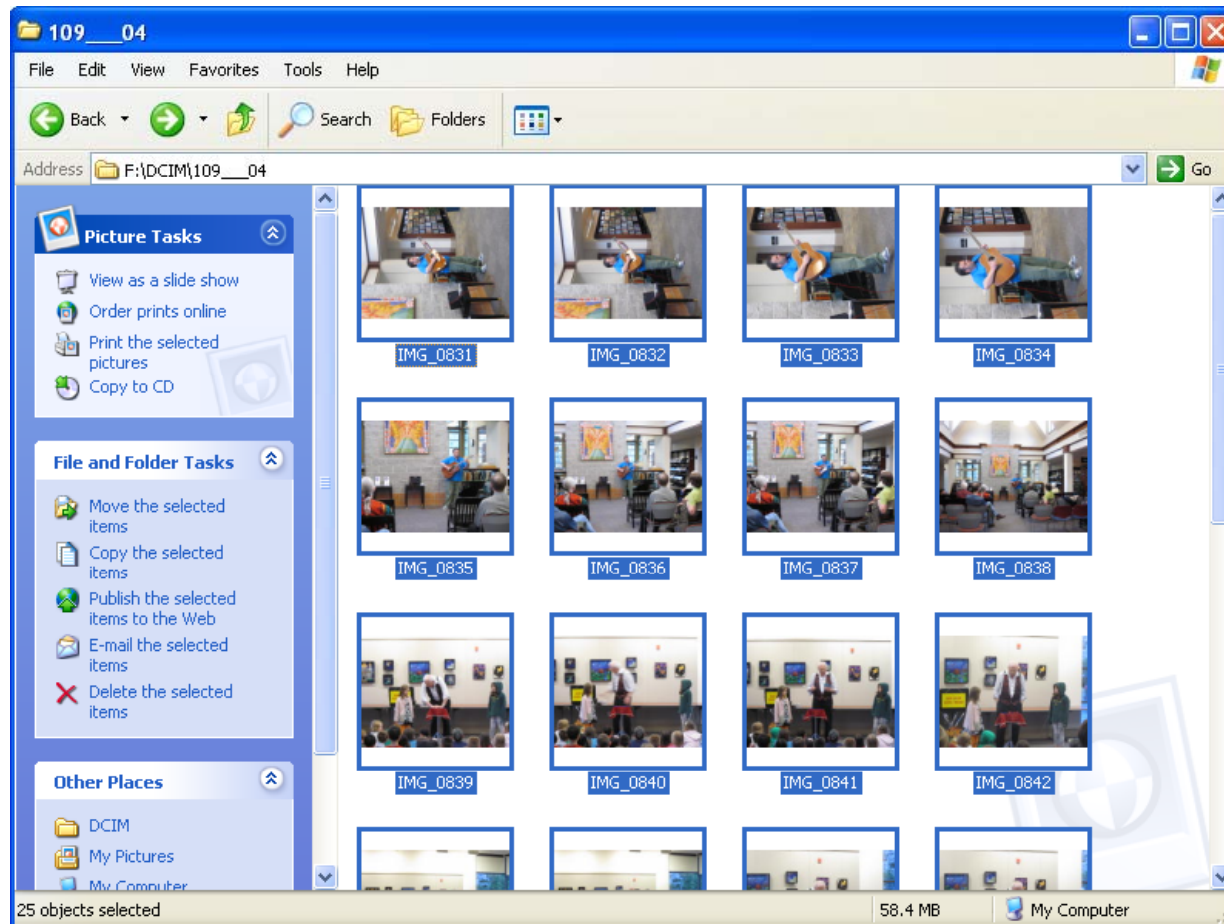 109___04
File Edit View Favorites Tools Help
Back Search Folders
Address F:\DCIM\109___04 Go
Picture Tasks
View as a slide show
Order prints online
Print the selected
pictures
Copy to CD
File and Folder Tasks
Move the selected
items
Copy the selected
items
Publish the selected
items to the Web
E-mail the selected
items
Delete the selected
items
Other Places
DCIM
My Pictures
My Computer
IMG_0831 IMG_0832 IMG_0833 IMG_0834
IMG_0835 IMG_0836 IMG_0837 IMG_0838
IMG_0839 IMG_0840 IMG_0841 IMG_0842
25 objects selected 58.4 MB My Computer